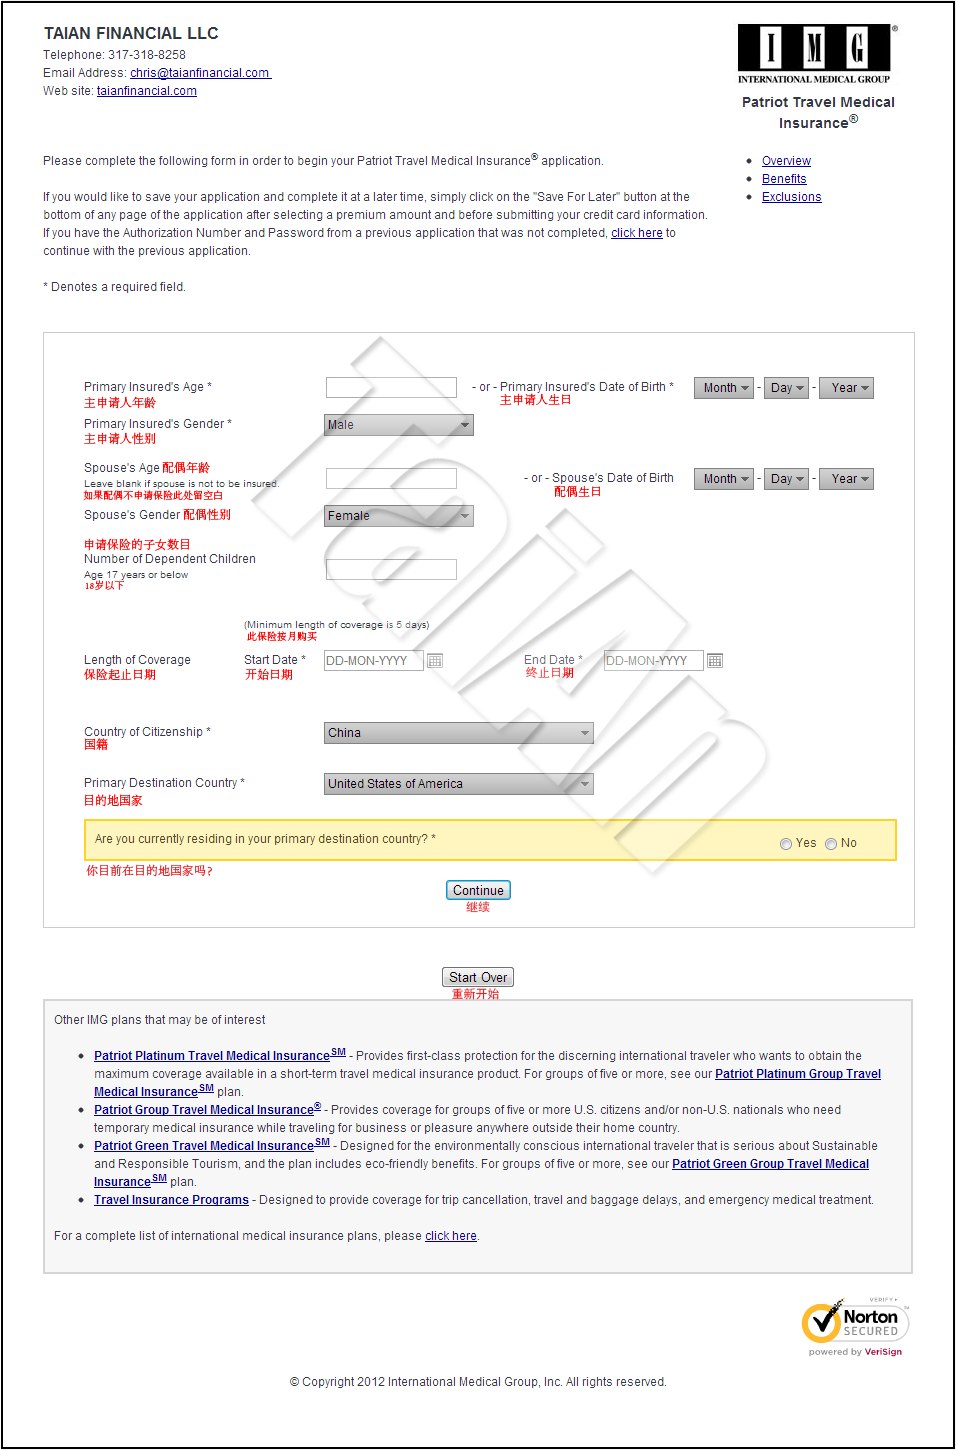 TAIAN FINANCIAL LLC
Telephone: 317-318-8258
Email Address: chris@taianfinancial.com
Web site: taianfinancial.com
IMG®
INTERNATIONAL MEDICAL GROUP
Patriot Travel Medical
Insurance®
Please complete the following form in order to begin your Patriot Travel Medical Insurance® application.
• Overview
• Benefits
• Exclusions
If you would like to save your application and complete it at a later time, simply click on the "Save For Later" button at the
bottom of any page of the application after selecting a premium amount and before submitting your credit card information.
If you have the Authorization Number and Password from a previous application that was not completed, click here to
continue with the previous application.
* Denotes a required field.
Primary Insured's Age * - or - Primary Insured's Date of Birth * Month - Day - Year
主申请人年龄 主申请人生日
Primary Insured's Gender * Male
主申请人性别
Spouse's Age 配偶年龄
Leave blank if spouse is not to be insured. - or - Spouse's Date of Birth Month - Day - Year
如果配偶不申请保险此处留空白 配偶生日
Spouse's Gender 配偶性别 Female
申请保险的子女数目
Number of Dependent Children
Age 17 years or below
18岁以下
(Minimum length of coverage is 5 days)
此保险按月购买
Length of Coverage Start Date * DD-MON-YYYY End Date * DD-MON-YYYY
保险起止日期 开始日期 终止日期
Country of Citizenship * China
国籍
Primary Destination Country * United States of America
目的地国家
Are you currently residing in your primary destination country? * Yes No
你目前在目的地国家吗?
Continue
继续
TaiAn
Start Over
重新开始
Other IMG plans that may be of interest
• Patriot Platinum Travel Medical Insurance℠ - Provides first-class protection for the discerning international traveler who wants to obtain the
maximum coverage available in a short-term travel medical insurance product. For groups of five or more, see our Patriot Platinum Group Travel
Medical Insurance℠ plan.
• Patriot Group Travel Medical Insurance® - Provides coverage for groups of five or more U.S. citizens and/or non-U.S. nationals who need
temporary medical insurance while traveling for business or pleasure anywhere outside their home country.
• Patriot Green Travel Medical Insurance℠ - Designed for the environmentally conscious international traveler that is serious about Sustainable
and Responsible Tourism, and the plan includes eco-friendly benefits. For groups of five or more, see our Patriot Green Group Travel Medical
Insurance℠ plan.
• Travel Insurance Programs - Designed to provide coverage for trip cancellation, travel and baggage delays, and emergency medical treatment.
For a complete list of international medical insurance plans, please click here.
VERIFY
Norton™
SECURED
powered by VeriSign
© Copyright 2012 International Medical Group, Inc. All rights reserved.